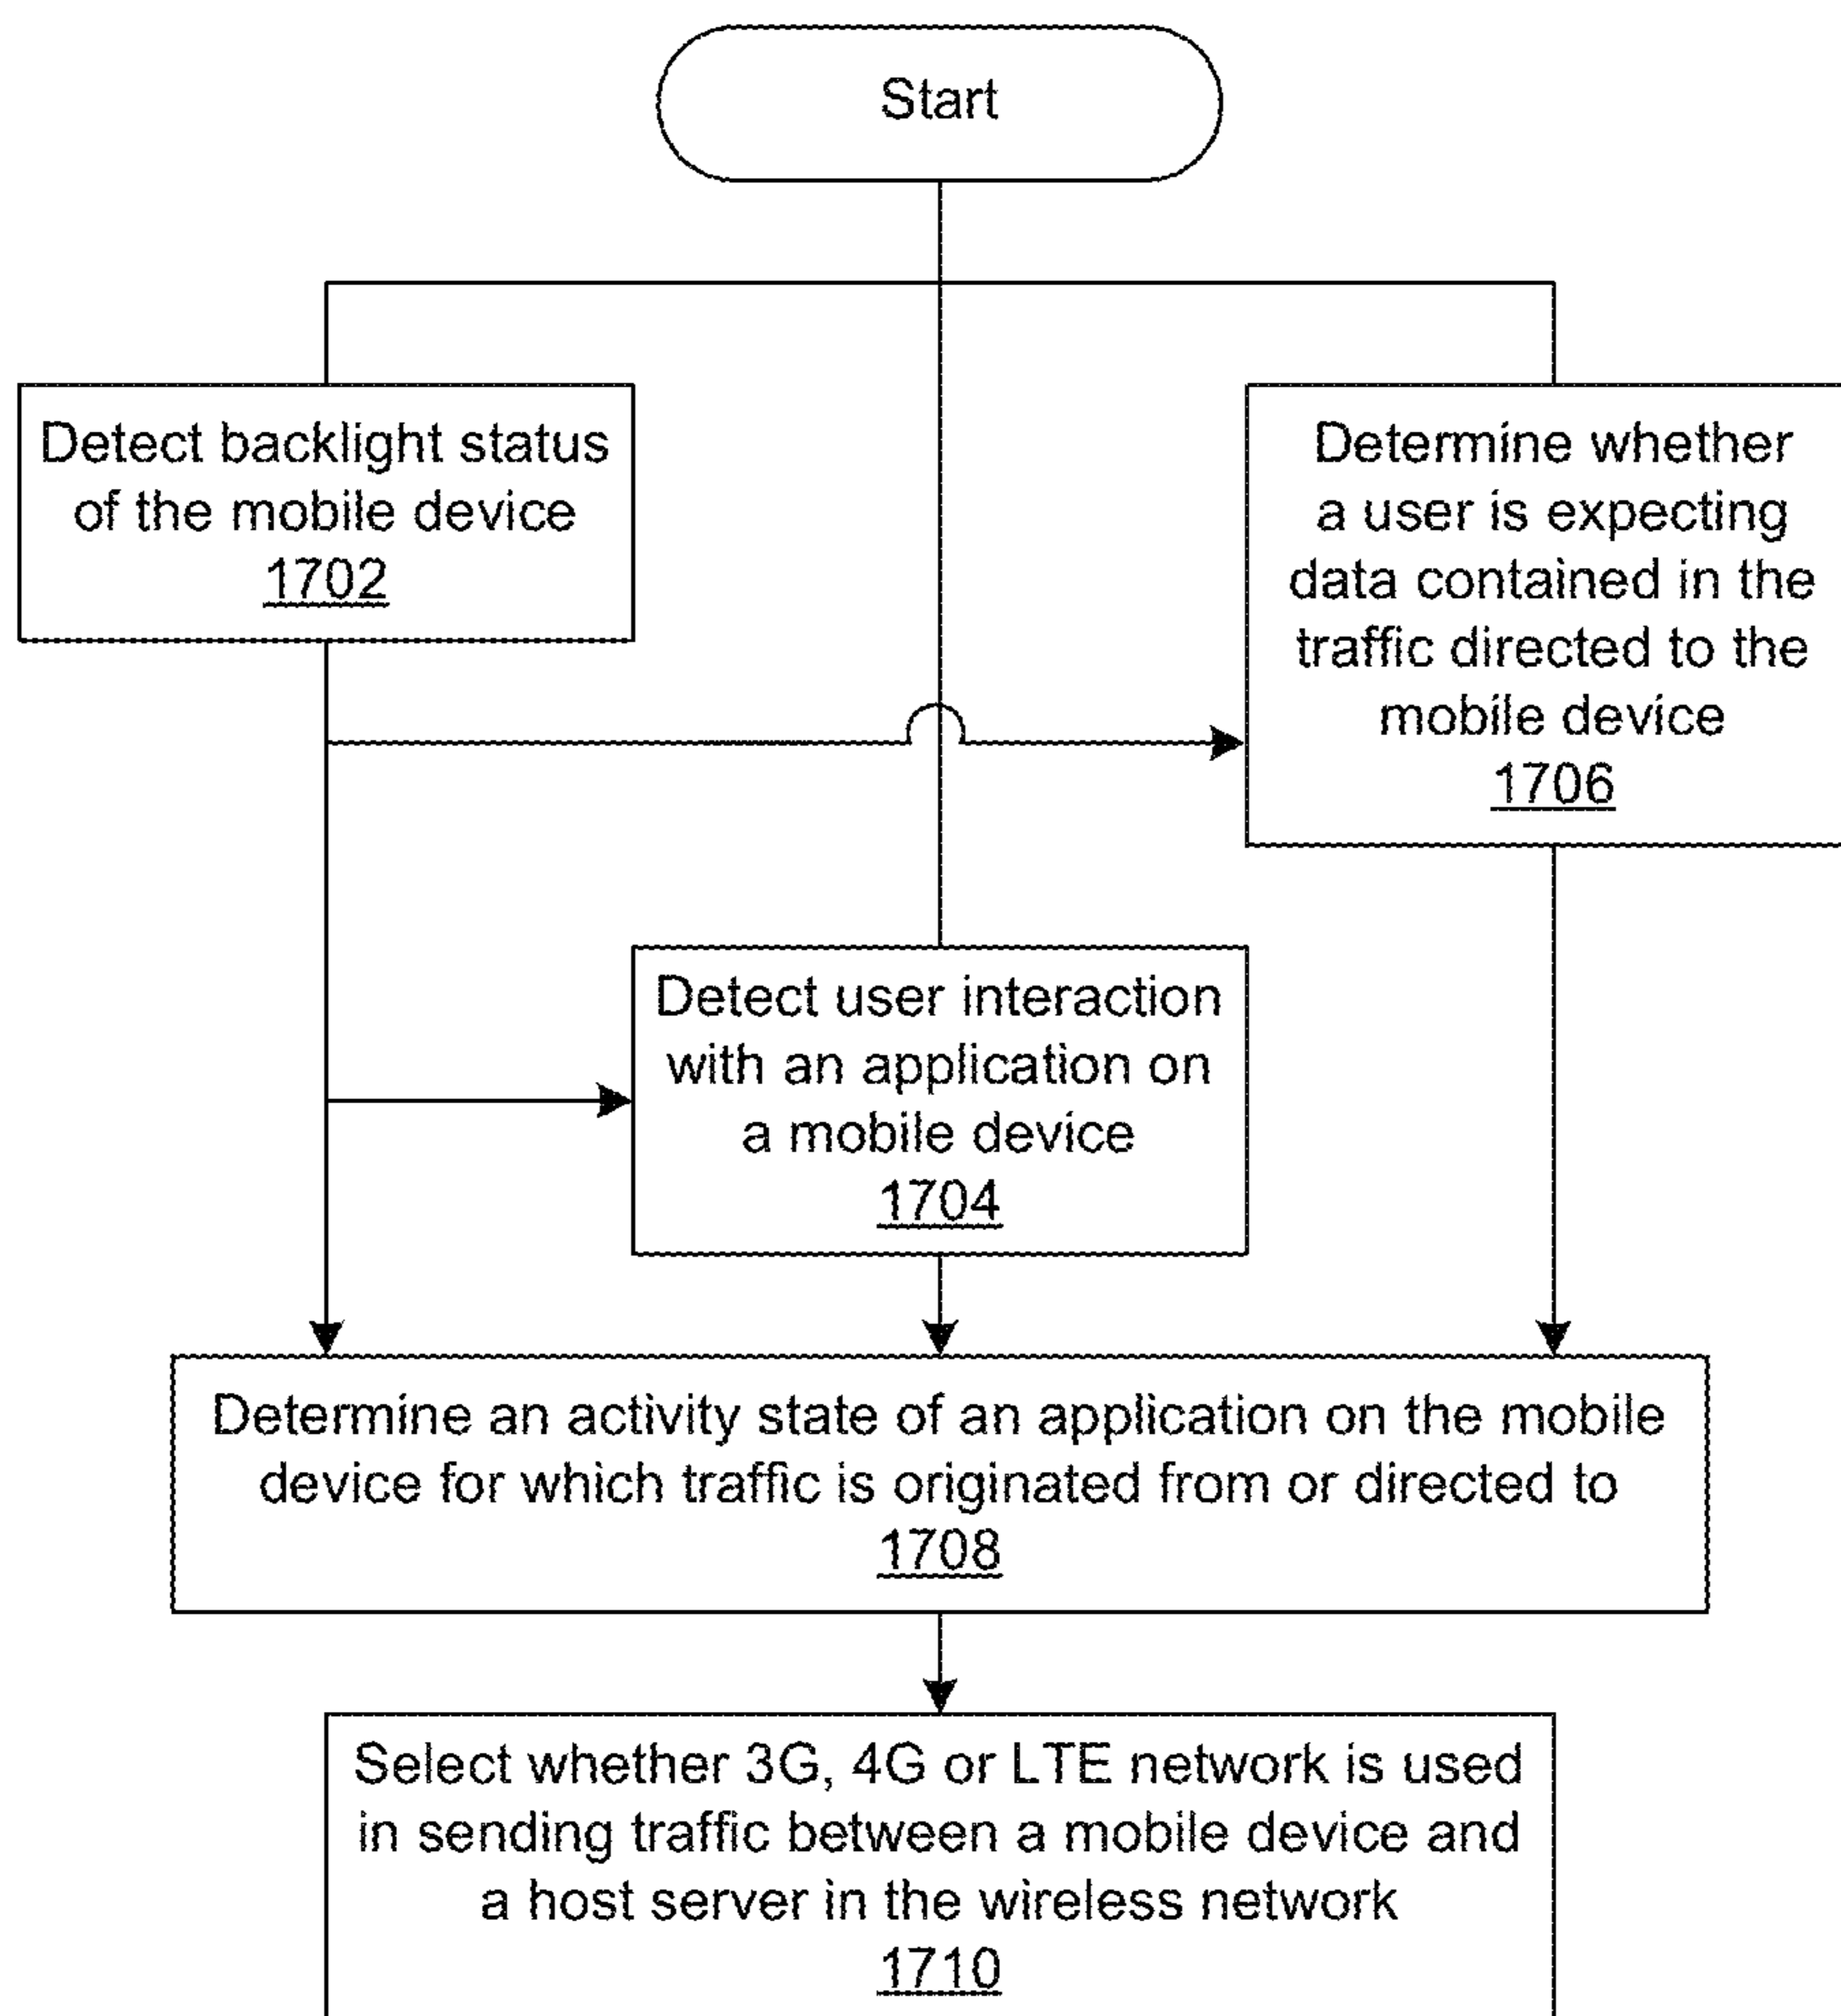 Start
Detect backlight status
of the mobile device
1702
Determine whether
a user is expecting
data contained in the
traffic directed to the
mobile device
1706
Detect user interaction
with an application on
a mobile device
1704
Determine an activity state of an application on the mobile
device for which traffic is originated from or directed to
1708
Select whether 3G, 4G or LTE network is used
in sending traffic between a mobile device and
a host server in the wireless network
1710